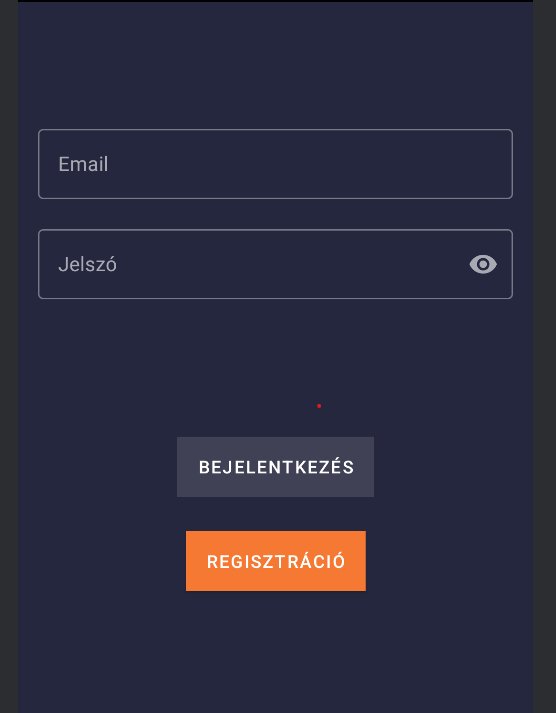 Email
Jelszó
BEJELENTKEZÉS
REGISZTRÁCIÓ